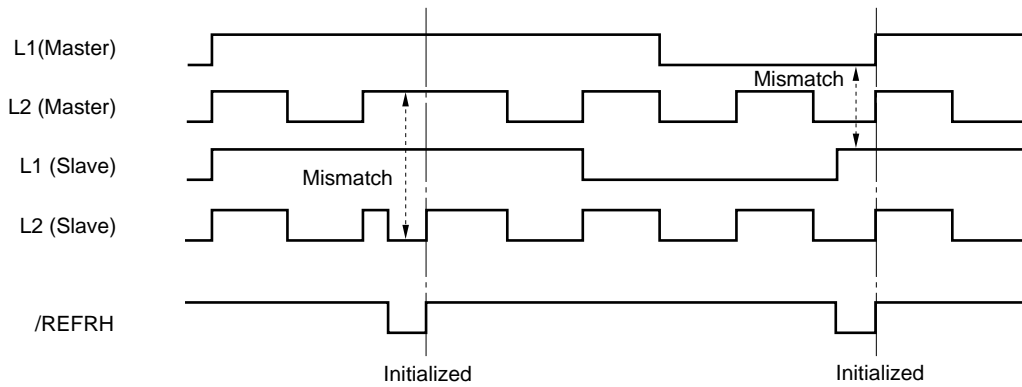 L1(Master)
Mismatch
L2 (Master)
L1 (Slave)
Mismatch
L2 (Slave)
/REFRH
Initialized
Initialized